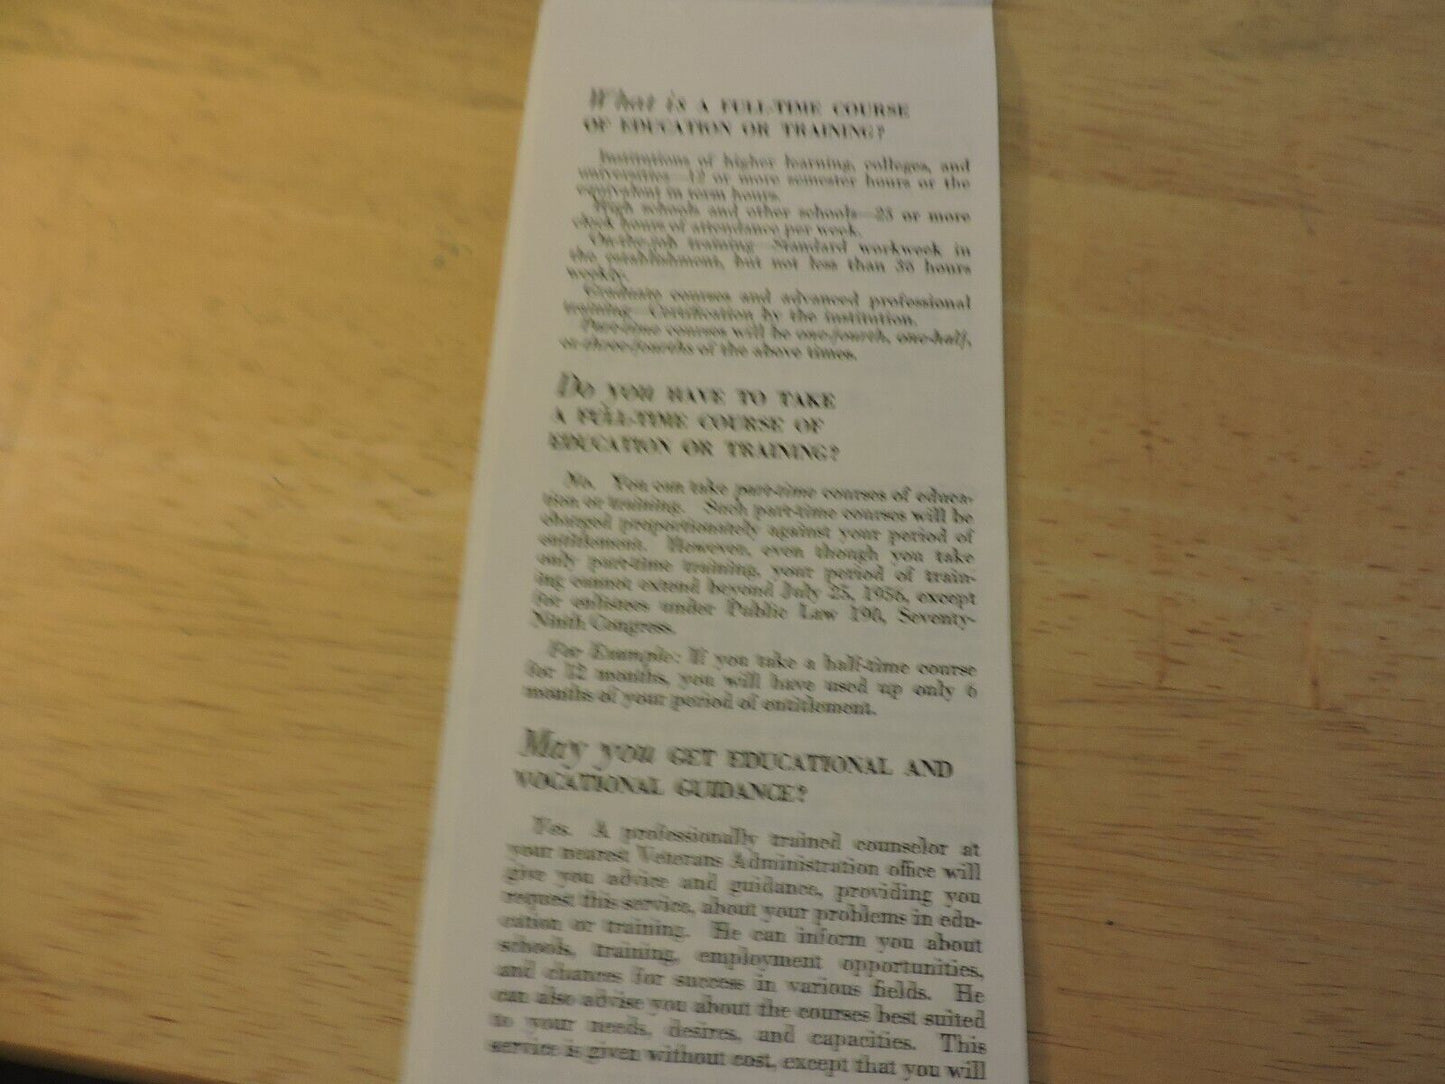 What is A FULL-TIME COURSE
OF EDUCATION OR TRAINING?
Institutions of higher learning, colleges, and
universities—12 or more semester hours or the
equivalent in term hours.
High schools and other schools—25 or more
clock hours of attendance per week.
On-the-job training—Standard workweek in
the establishment, but not less than 36 hours
weekly.
Graduate courses and advanced professional
training—Certification by the institution.
Part-time courses will be one-fourth, one-half,
or three-fourths of the above times.
Do you HAVE TO TAKE
A FULL-TIME COURSE OF
EDUCATION OR TRAINING?
No. You can take part-time courses of educa-
tion or training. Such part-time courses will be
charged proportionately against your period of
entitlement. However, even though you take
only part-time training, your period of train-
ing cannot extend beyond July 25, 1956, except
for enlistees under Public Law 190, Seventy-
Ninth Congress.
For Example: If you take a half-time course
for 12 months, you will have used up only 6
months of your period of entitlement.
May you GET EDUCATIONAL AND
VOCATIONAL GUIDANCE?
Yes. A professionally trained counselor at
your nearest Veterans Administration office will
give you advice and guidance, providing you
request this service, about your problems in edu-
cation or training. He can inform you about
schools, training, employment opportunities,
and chances for success in various fields. He
can also advise you about the courses best suited
to your needs, desires, and capacities. This
service is given without cost, except that you will